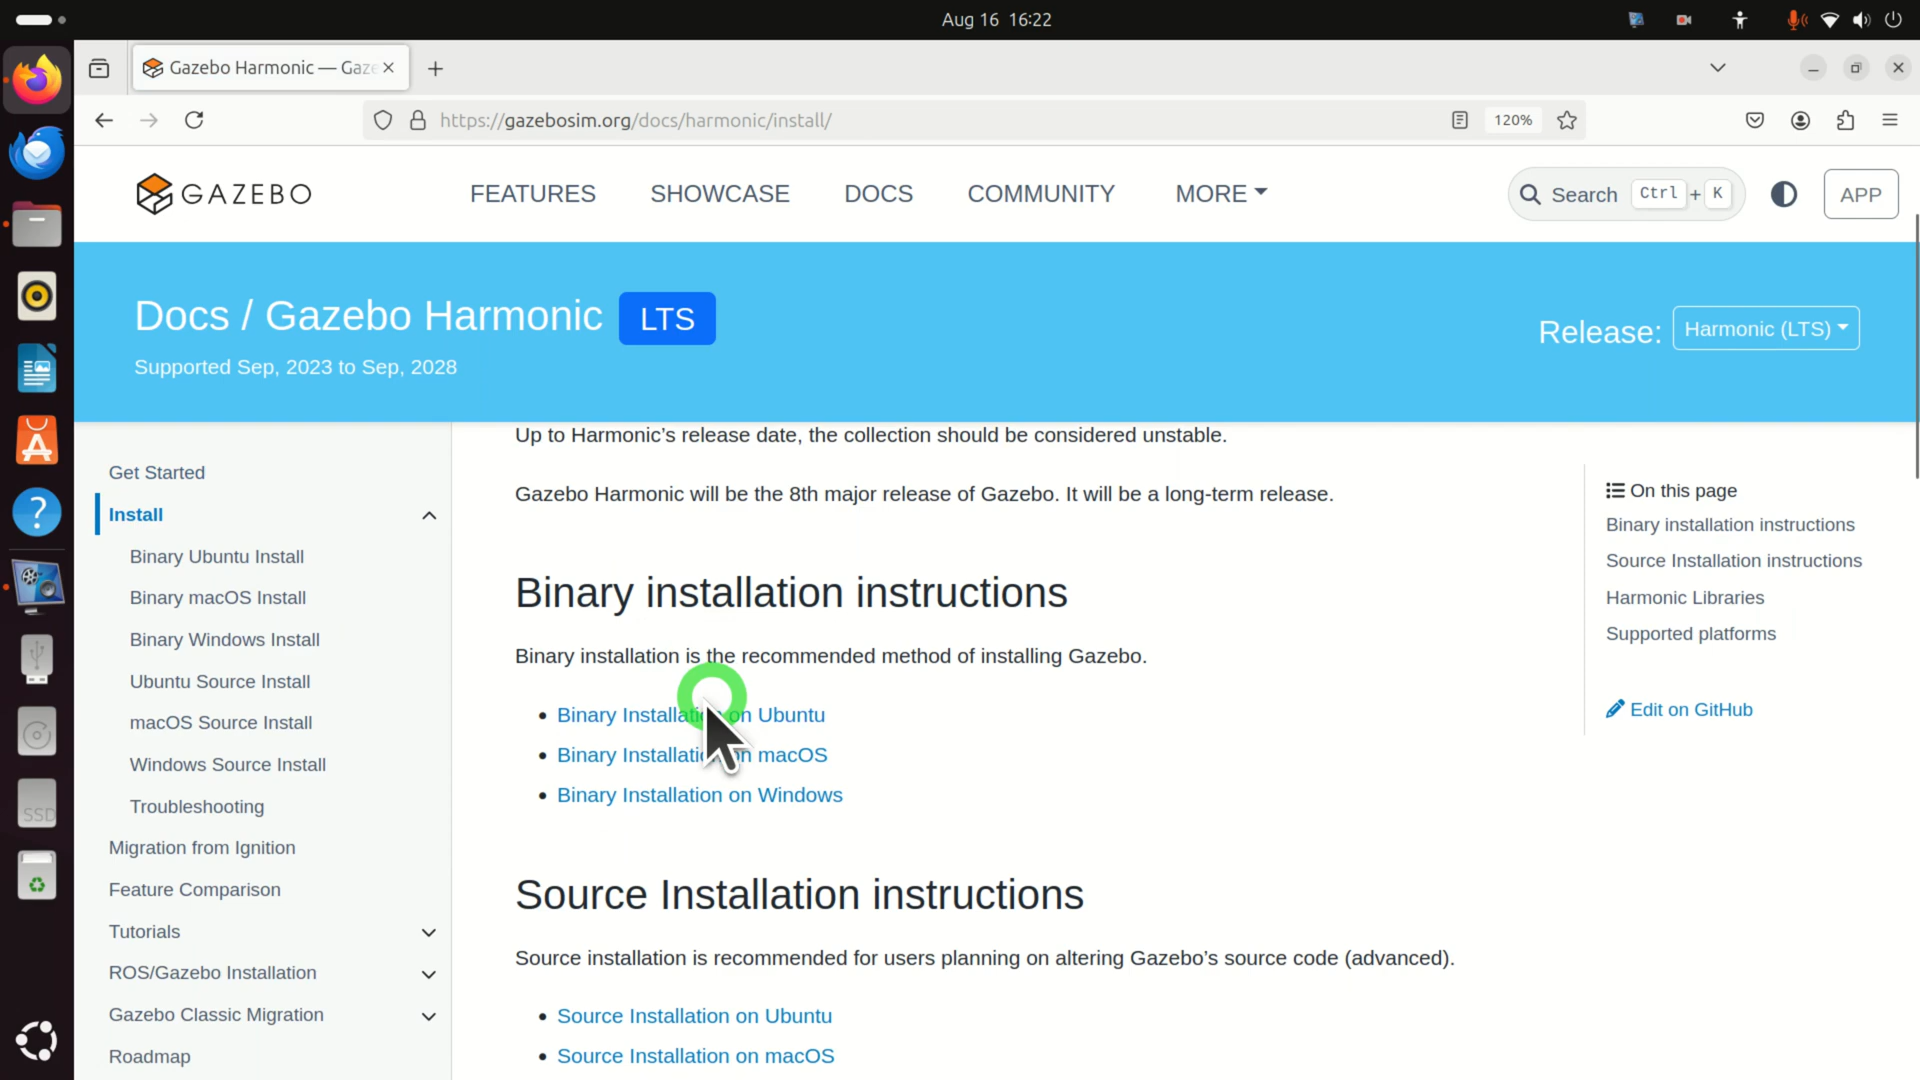 Aug 16 16:22
Gazebo Harmonic — Gaze
https://gazebosim.org/docs/harmonic/install/
120%
GAZEBO
FEATURES
SHOWCASE
DOCS
COMMUNITY
MORE
Search Ctrl + K
APP
Docs / Gazebo Harmonic LTS
Supported Sep, 2023 to Sep, 2028
Release: Harmonic (LTS)
Get Started
Install
Binary Ubuntu Install
Binary macOS Install
Binary Windows Install
Ubuntu Source Install
macOS Source Install
Windows Source Install
Troubleshooting
Migration from Ignition
Feature Comparison
Tutorials
ROS/Gazebo Installation
Gazebo Classic Migration
Roadmap
Up to Harmonic’s release date, the collection should be considered unstable.
Gazebo Harmonic will be the 8th major release of Gazebo. It will be a long-term release.
Binary installation instructions
Binary installation is the recommended method of installing Gazebo.
Binary Installation on Ubuntu
Binary Installation on macOS
Binary Installation on Windows
Source Installation instructions
Source installation is recommended for users planning on altering Gazebo’s source code (advanced).
Source Installation on Ubuntu
Source Installation on macOS
On this page
Binary installation instructions
Source Installation instructions
Harmonic Libraries
Supported platforms
Edit on GitHub
SSD